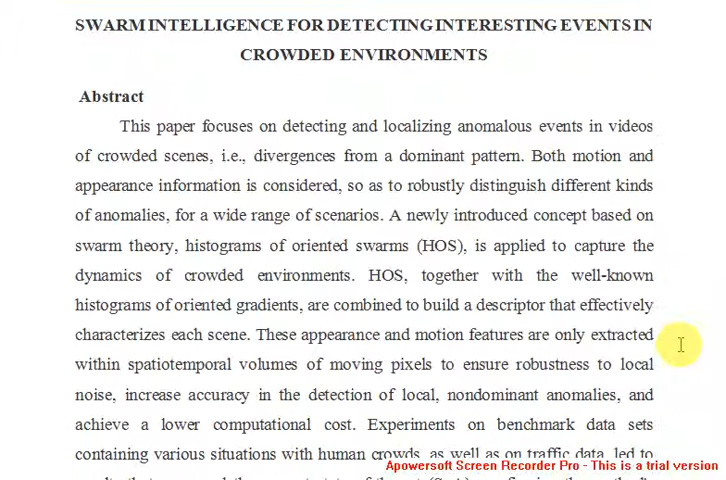 SWARM INTELLIGENCE FOR DETECTING INTERESTING EVENTS IN
CROWDED ENVIRONMENTS
Abstract
This paper focuses on detecting and localizing anomalous events in videos
of crowded scenes, i.e., divergences from a dominant pattern. Both motion and
appearance information is considered, so as to robustly distinguish different kinds
of anomalies, for a wide range of scenarios. A newly introduced concept based on
swarm theory, histograms of oriented swarms (HOS), is applied to capture the
dynamics of crowded environments. HOS, together with the well-known
histograms of oriented gradients, are combined to build a descriptor that effectively
characterizes each scene. These appearance and motion features are only extracted
within spatiotemporal volumes of moving pixels to ensure robustness to local
noise, increase accuracy in the detection of local, nondominant anomalies, and
achieve a lower computational cost. Experiments on benchmark data sets
containing various situations with human crowds, as well as on traffic data, led to
Apowersoft Screen Recorder Pro - This is a trial version